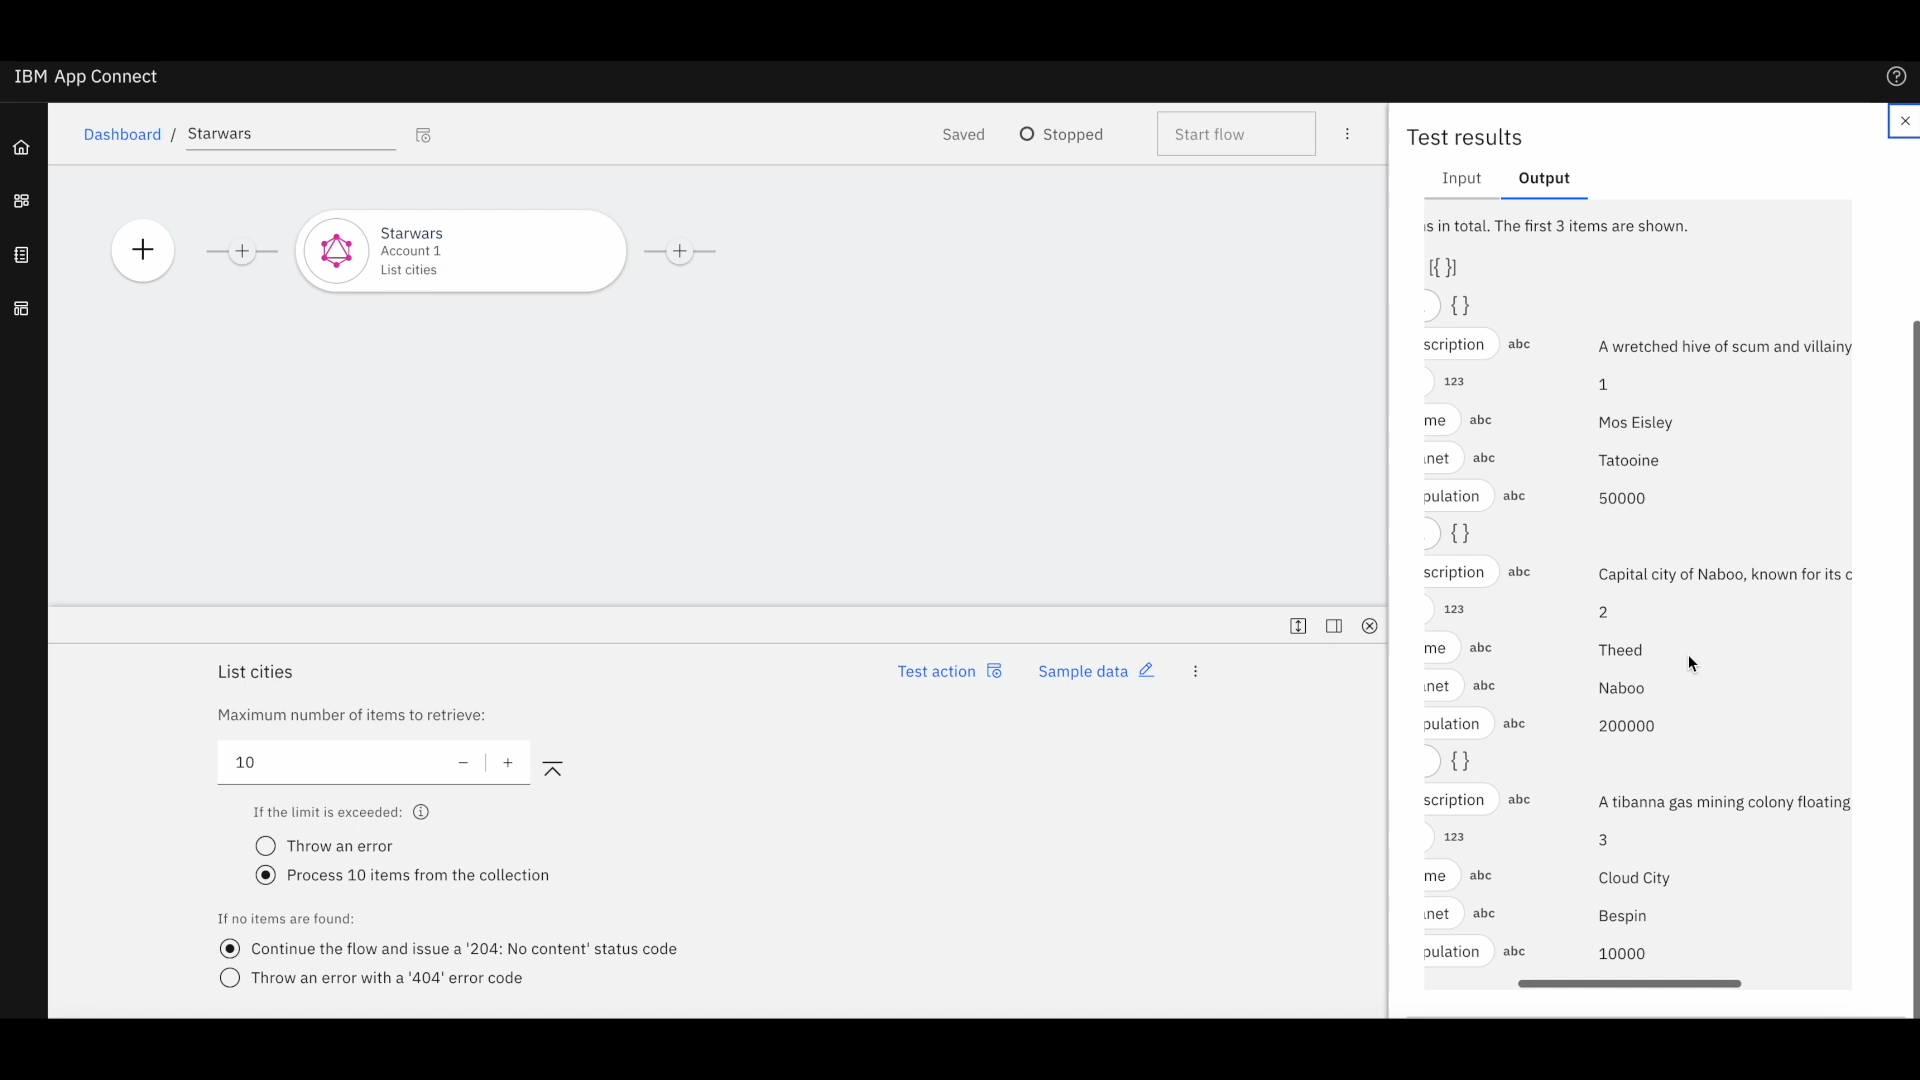 IBM App Connect
Dashboard / Starwars
Saved
Stopped
Start flow
Starwars
Account 1
List cities
List cities
Test action
Sample data
Maximum number of items to retrieve:
10
If the limit is exceeded:
Throw an error
Process 10 items from the collection
If no items are found:
Continue the flow and issue a '204: No content' status code
Throw an error with a '404' error code
Test results
Input Output
s in total. The first 3 items are shown.
[{ }]
{ }
scription abc A wretched hive of scum and villainy
123 1
me abc Mos Eisley
net abc Tatooine
pulation abc 50000
{ }
scription abc Capital city of Naboo, known for its c
123 2
me abc Theed
net abc Naboo
pulation abc 200000
{ }
scription abc A tibanna gas mining colony floating
123 3
me abc Cloud City
net abc Bespin
pulation abc 10000